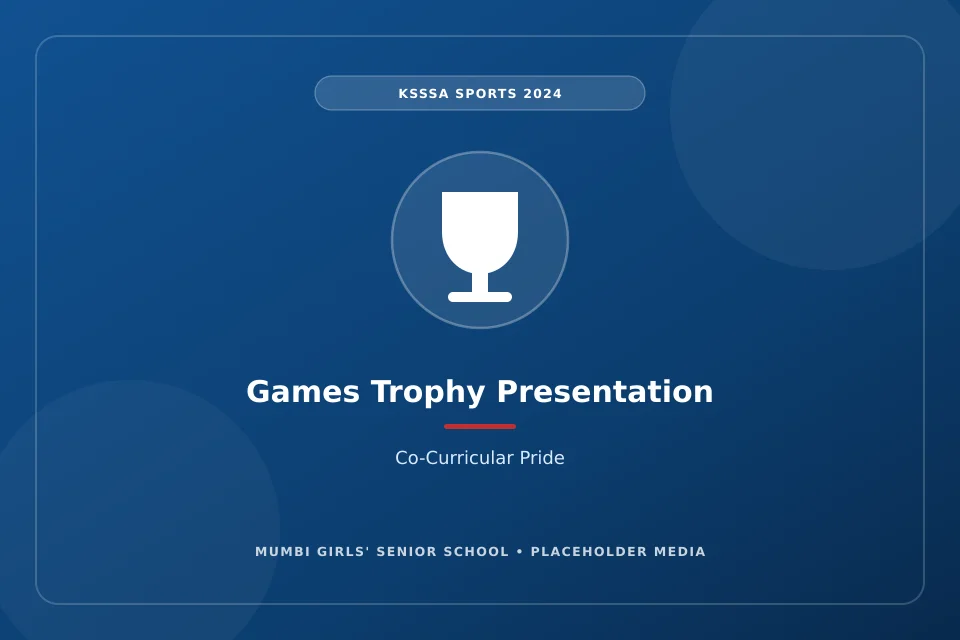 KSSSA SPORTS 2024
Games Trophy Presentation
Co-Curricular Pride
MUMBI GIRLS' SENIOR SCHOOL • PLACEHOLDER MEDIA